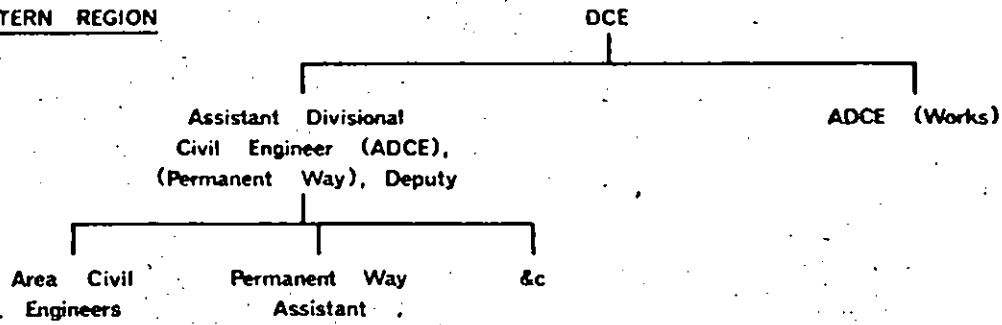 TERN REGION
DCE
Assistant Divisional
Civil Engineer (ADCE),
(Permanent Way), Deputy
ADCE (Works)
Area Civil
Engineers
Permanent Way
Assistant
&c